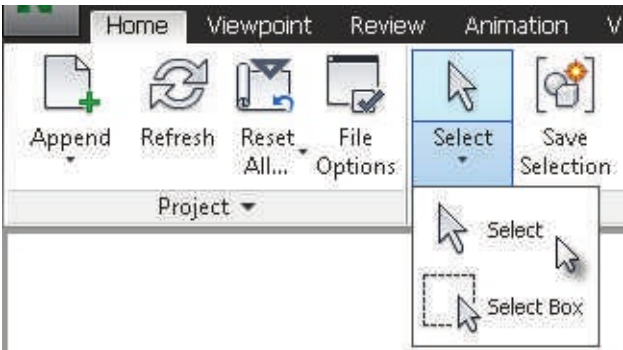 Home Viewpoint Review Animation V
Append Refresh Reset All... File Options Select Save Selection
Project
Select
Select Box